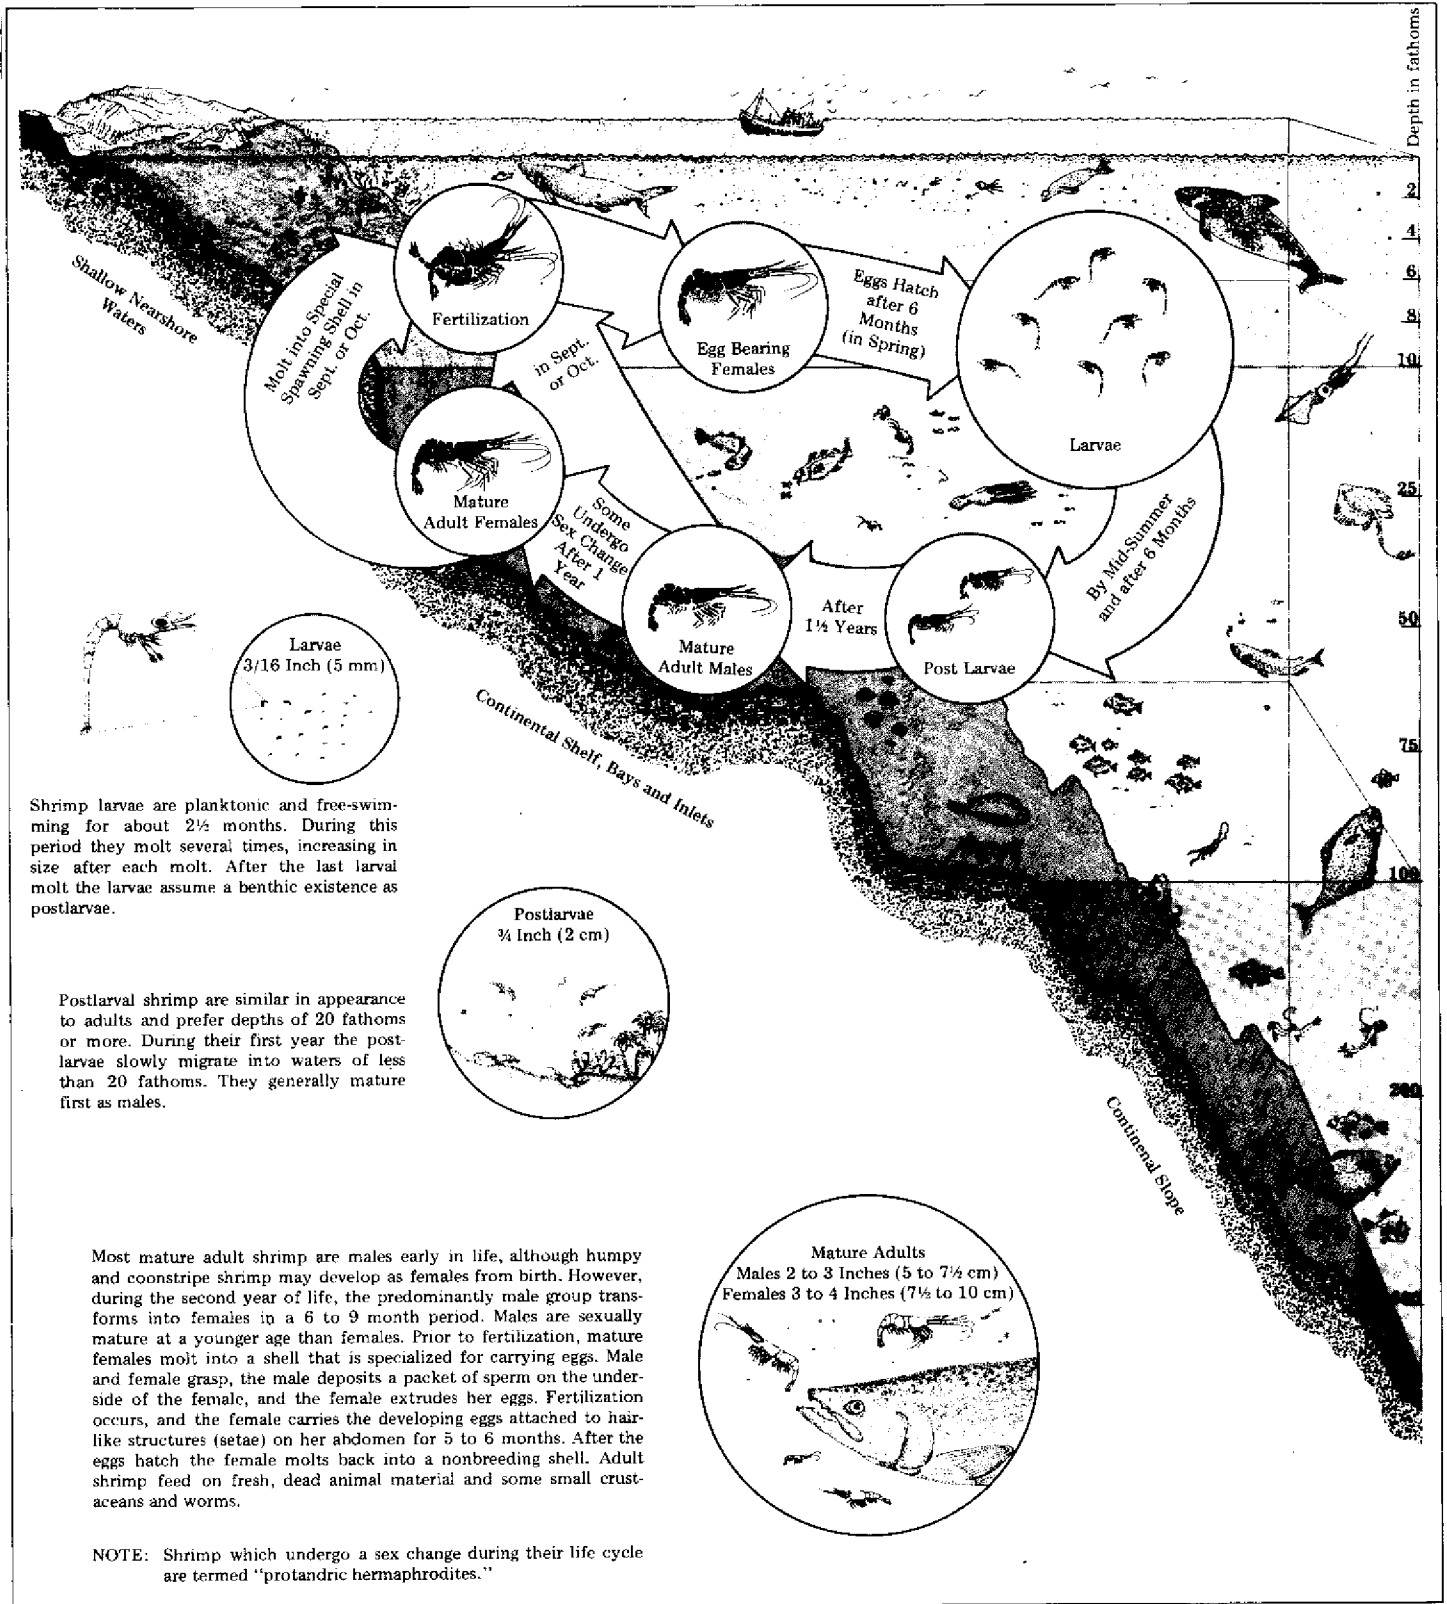 Depth in fathoms
2
4
6
8
10
25
50
75
100
200
Shallow Nearshore
Waters
Molt into Special
Spawning Shell in
Sept. or Oct.
Fertilization
in Sept.
or Oct.
Egg Bearing
Females
Eggs Hatch
after 6
Months
(in Spring)
Larvae
By Mid-Summer
and after 6 Months
Post Larvae
After
1½ Years
Mature
Adult Males
Some
Undergo
Sex Change
After 1
Year
Mature
Adult Females
Continental Shelf, Bays and Inlets
Continenal Slope
Larvae
3/16 Inch (5 mm)
Shrimp larvae are planktonic and free-swim-
ming for about 2½ months. During this
period they molt several times, increasing in
size after each molt. After the last larval
molt the larvae assume a benthic existence as
postlarvae.
Postlarvae
¾ Inch (2 cm)
Postlarval shrimp are similar in appearance
to adults and prefer depths of 20 fathoms
or more. During their first year the post-
larvae slowly migrate into waters of less
than 20 fathoms. They generally mature
first as males.
Mature Adults
Males 2 to 3 Inches (5 to 7½ cm)
Females 3 to 4 Inches (7½ to 10 cm)
Most mature adult shrimp are males early in life, although humpy
and coonstripe shrimp may develop as females from birth. However,
during the second year of life, the predominantly male group trans-
forms into females in a 6 to 9 month period. Males are sexually
mature at a younger age than females. Prior to fertilization, mature
females molt into a shell that is specialized for carrying eggs. Male
and female grasp, the male deposits a packet of sperm on the under-
side of the female, and the female extrudes her eggs. Fertilization
occurs, and the female carries the developing eggs attached to hair-
like structures (setae) on her abdomen for 5 to 6 months. After the
eggs hatch the female molts back into a nonbreeding shell. Adult
shrimp feed on fresh, dead animal material and some small crust-
aceans and worms.
NOTE: Shrimp which undergo a sex change during their life cycle
are termed "protandric hermaphrodites."